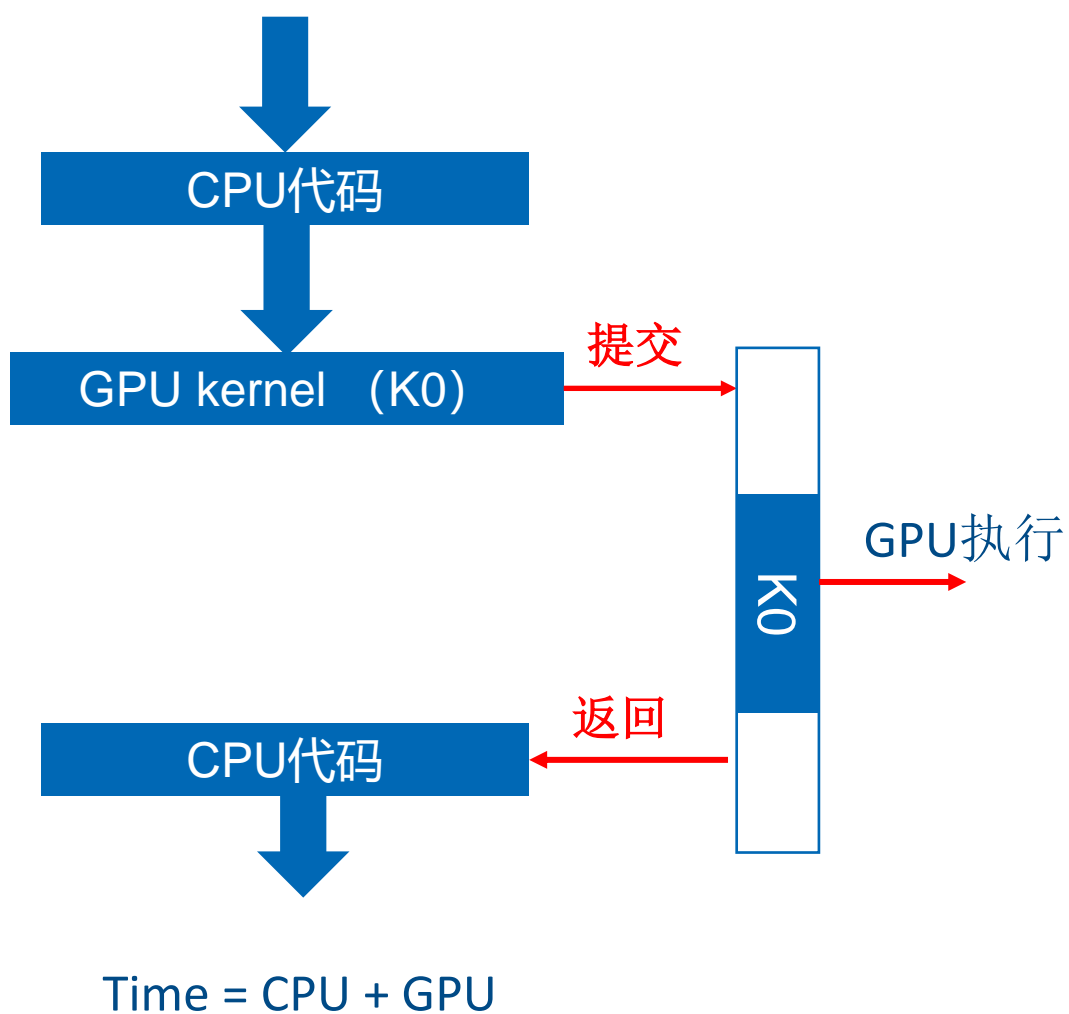 CPU代码
提交
GPU kernel （K0）
GPU执行
K0
返回
CPU代码
Time = CPU + GPU